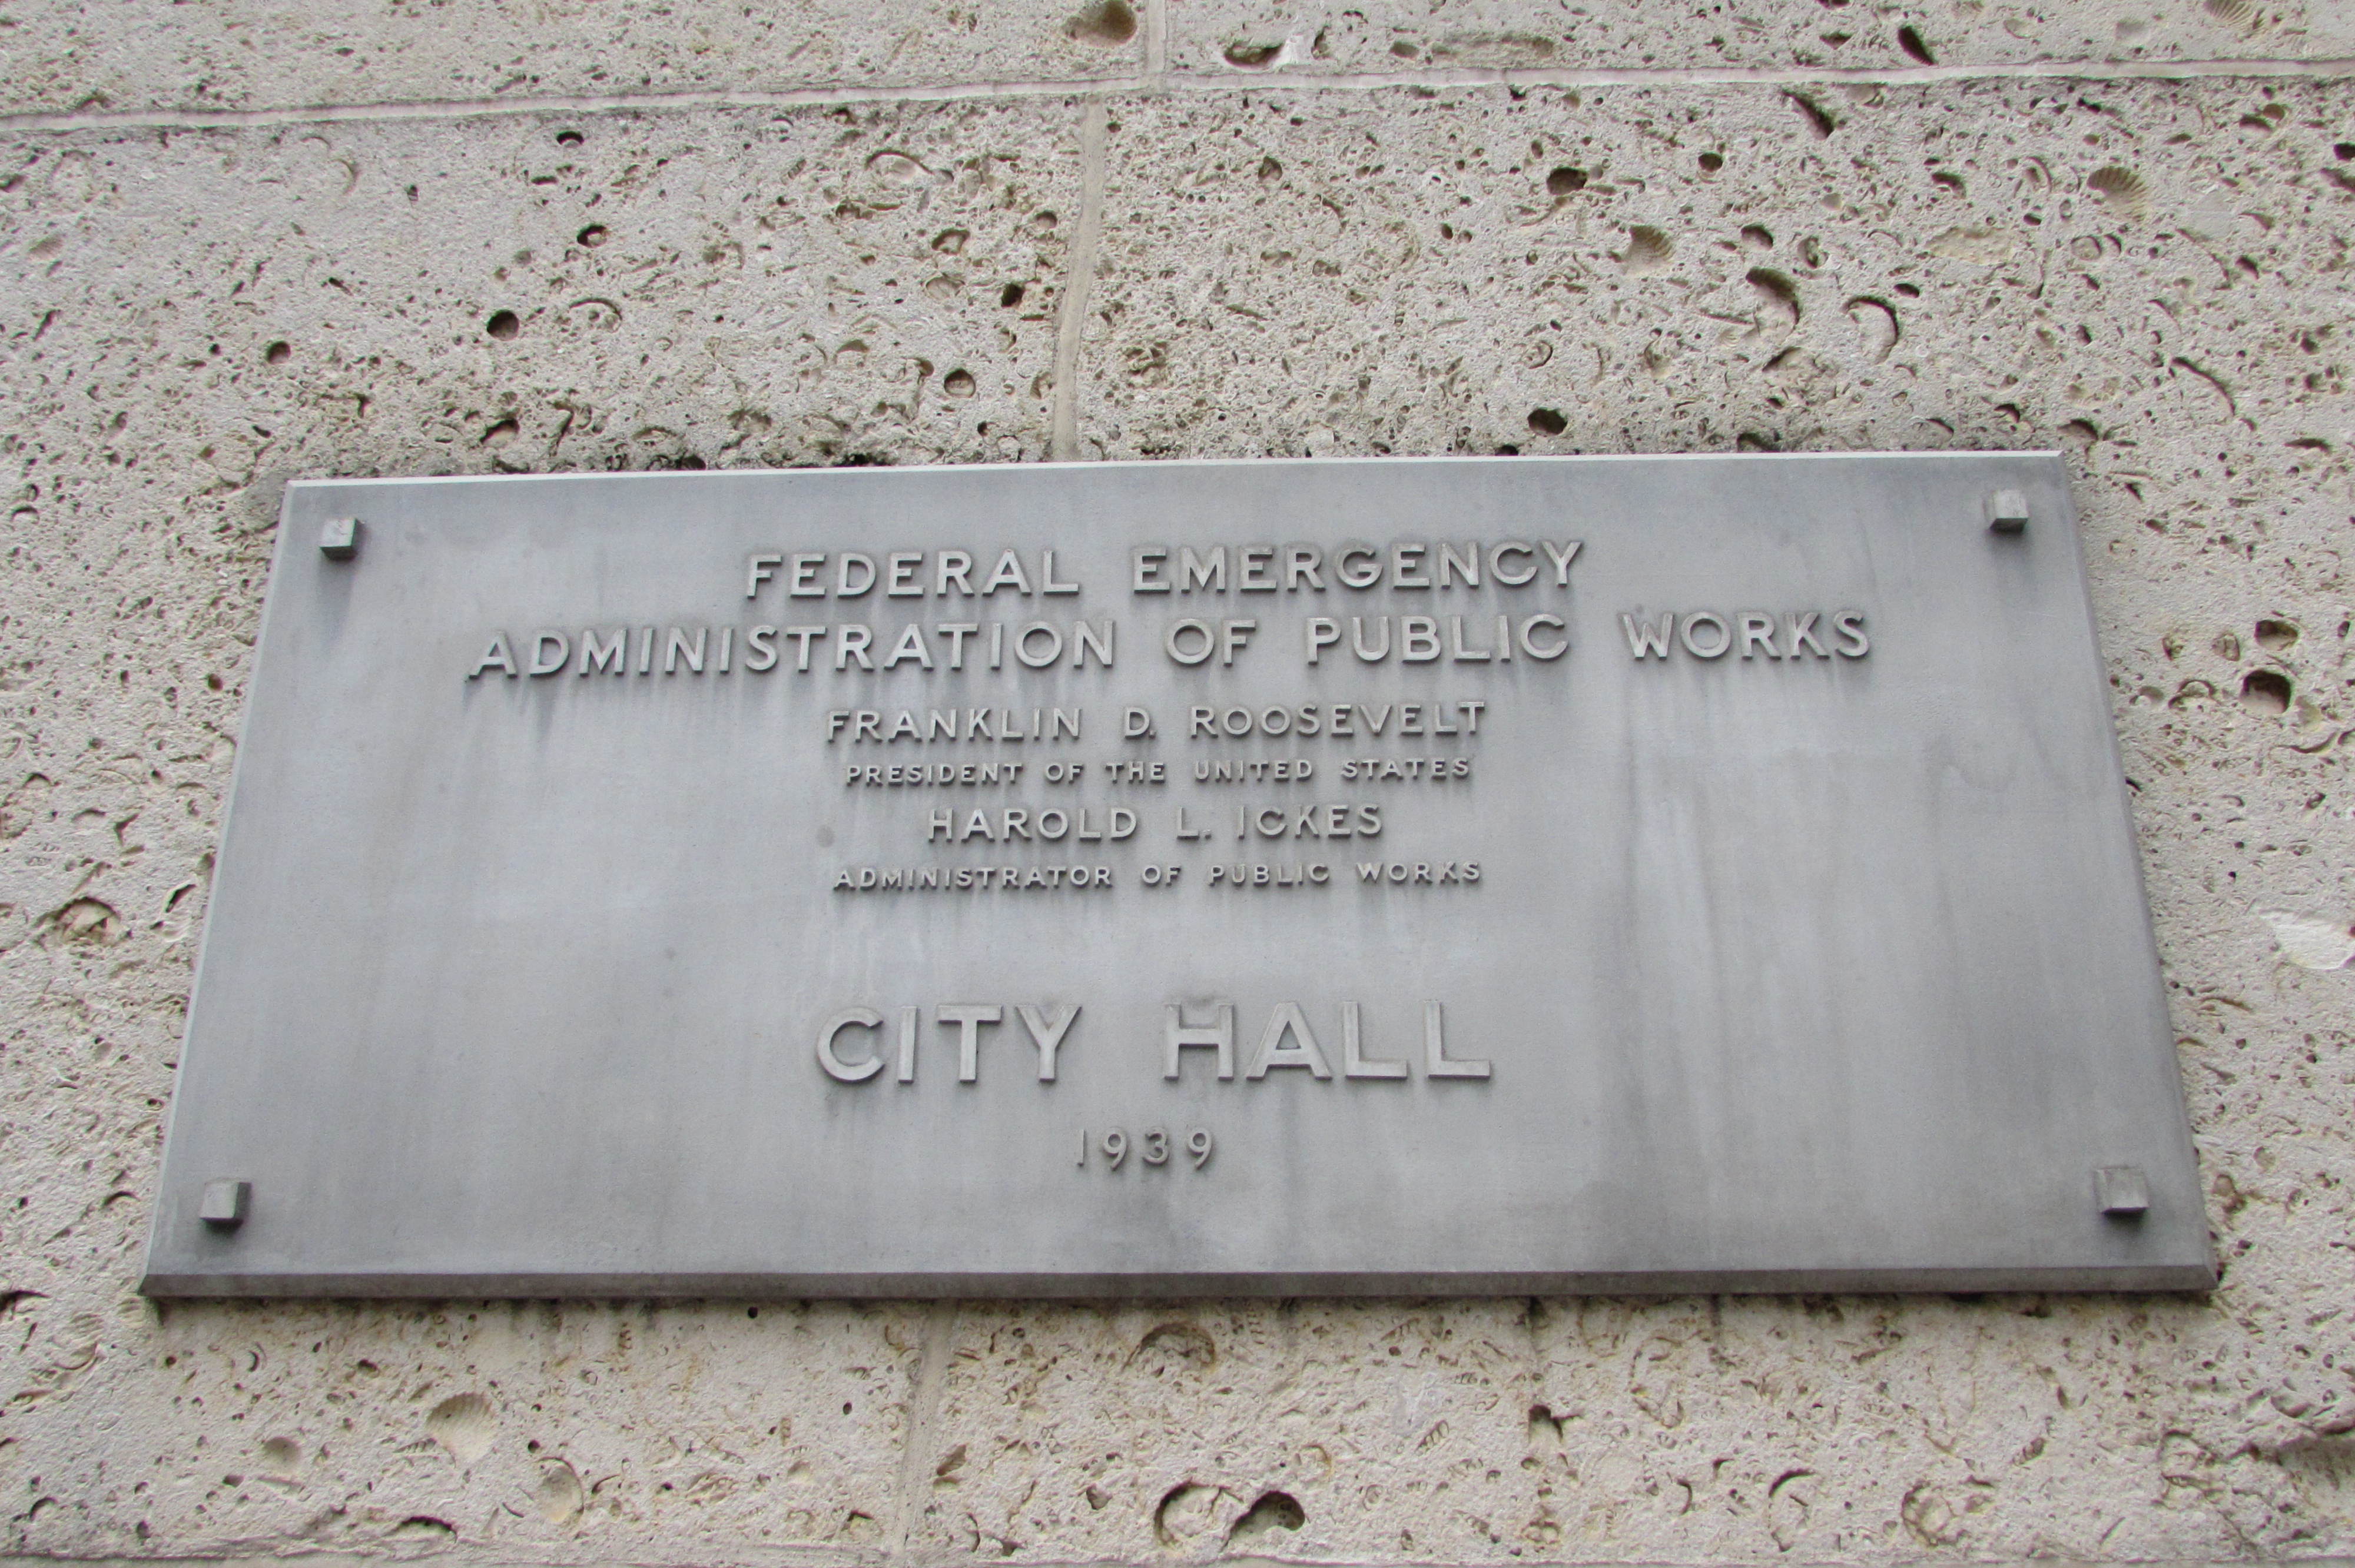 FEDERAL EMERGENCY
ADMINISTRATION OF PUBLIC WORKS
FRANKLIN D. ROOSEVELT
PRESIDENT OF THE UNITED STATES
HAROLD L. ICKES
ADMINISTRATOR OF PUBLIC WORKS
CITY HALL
1939